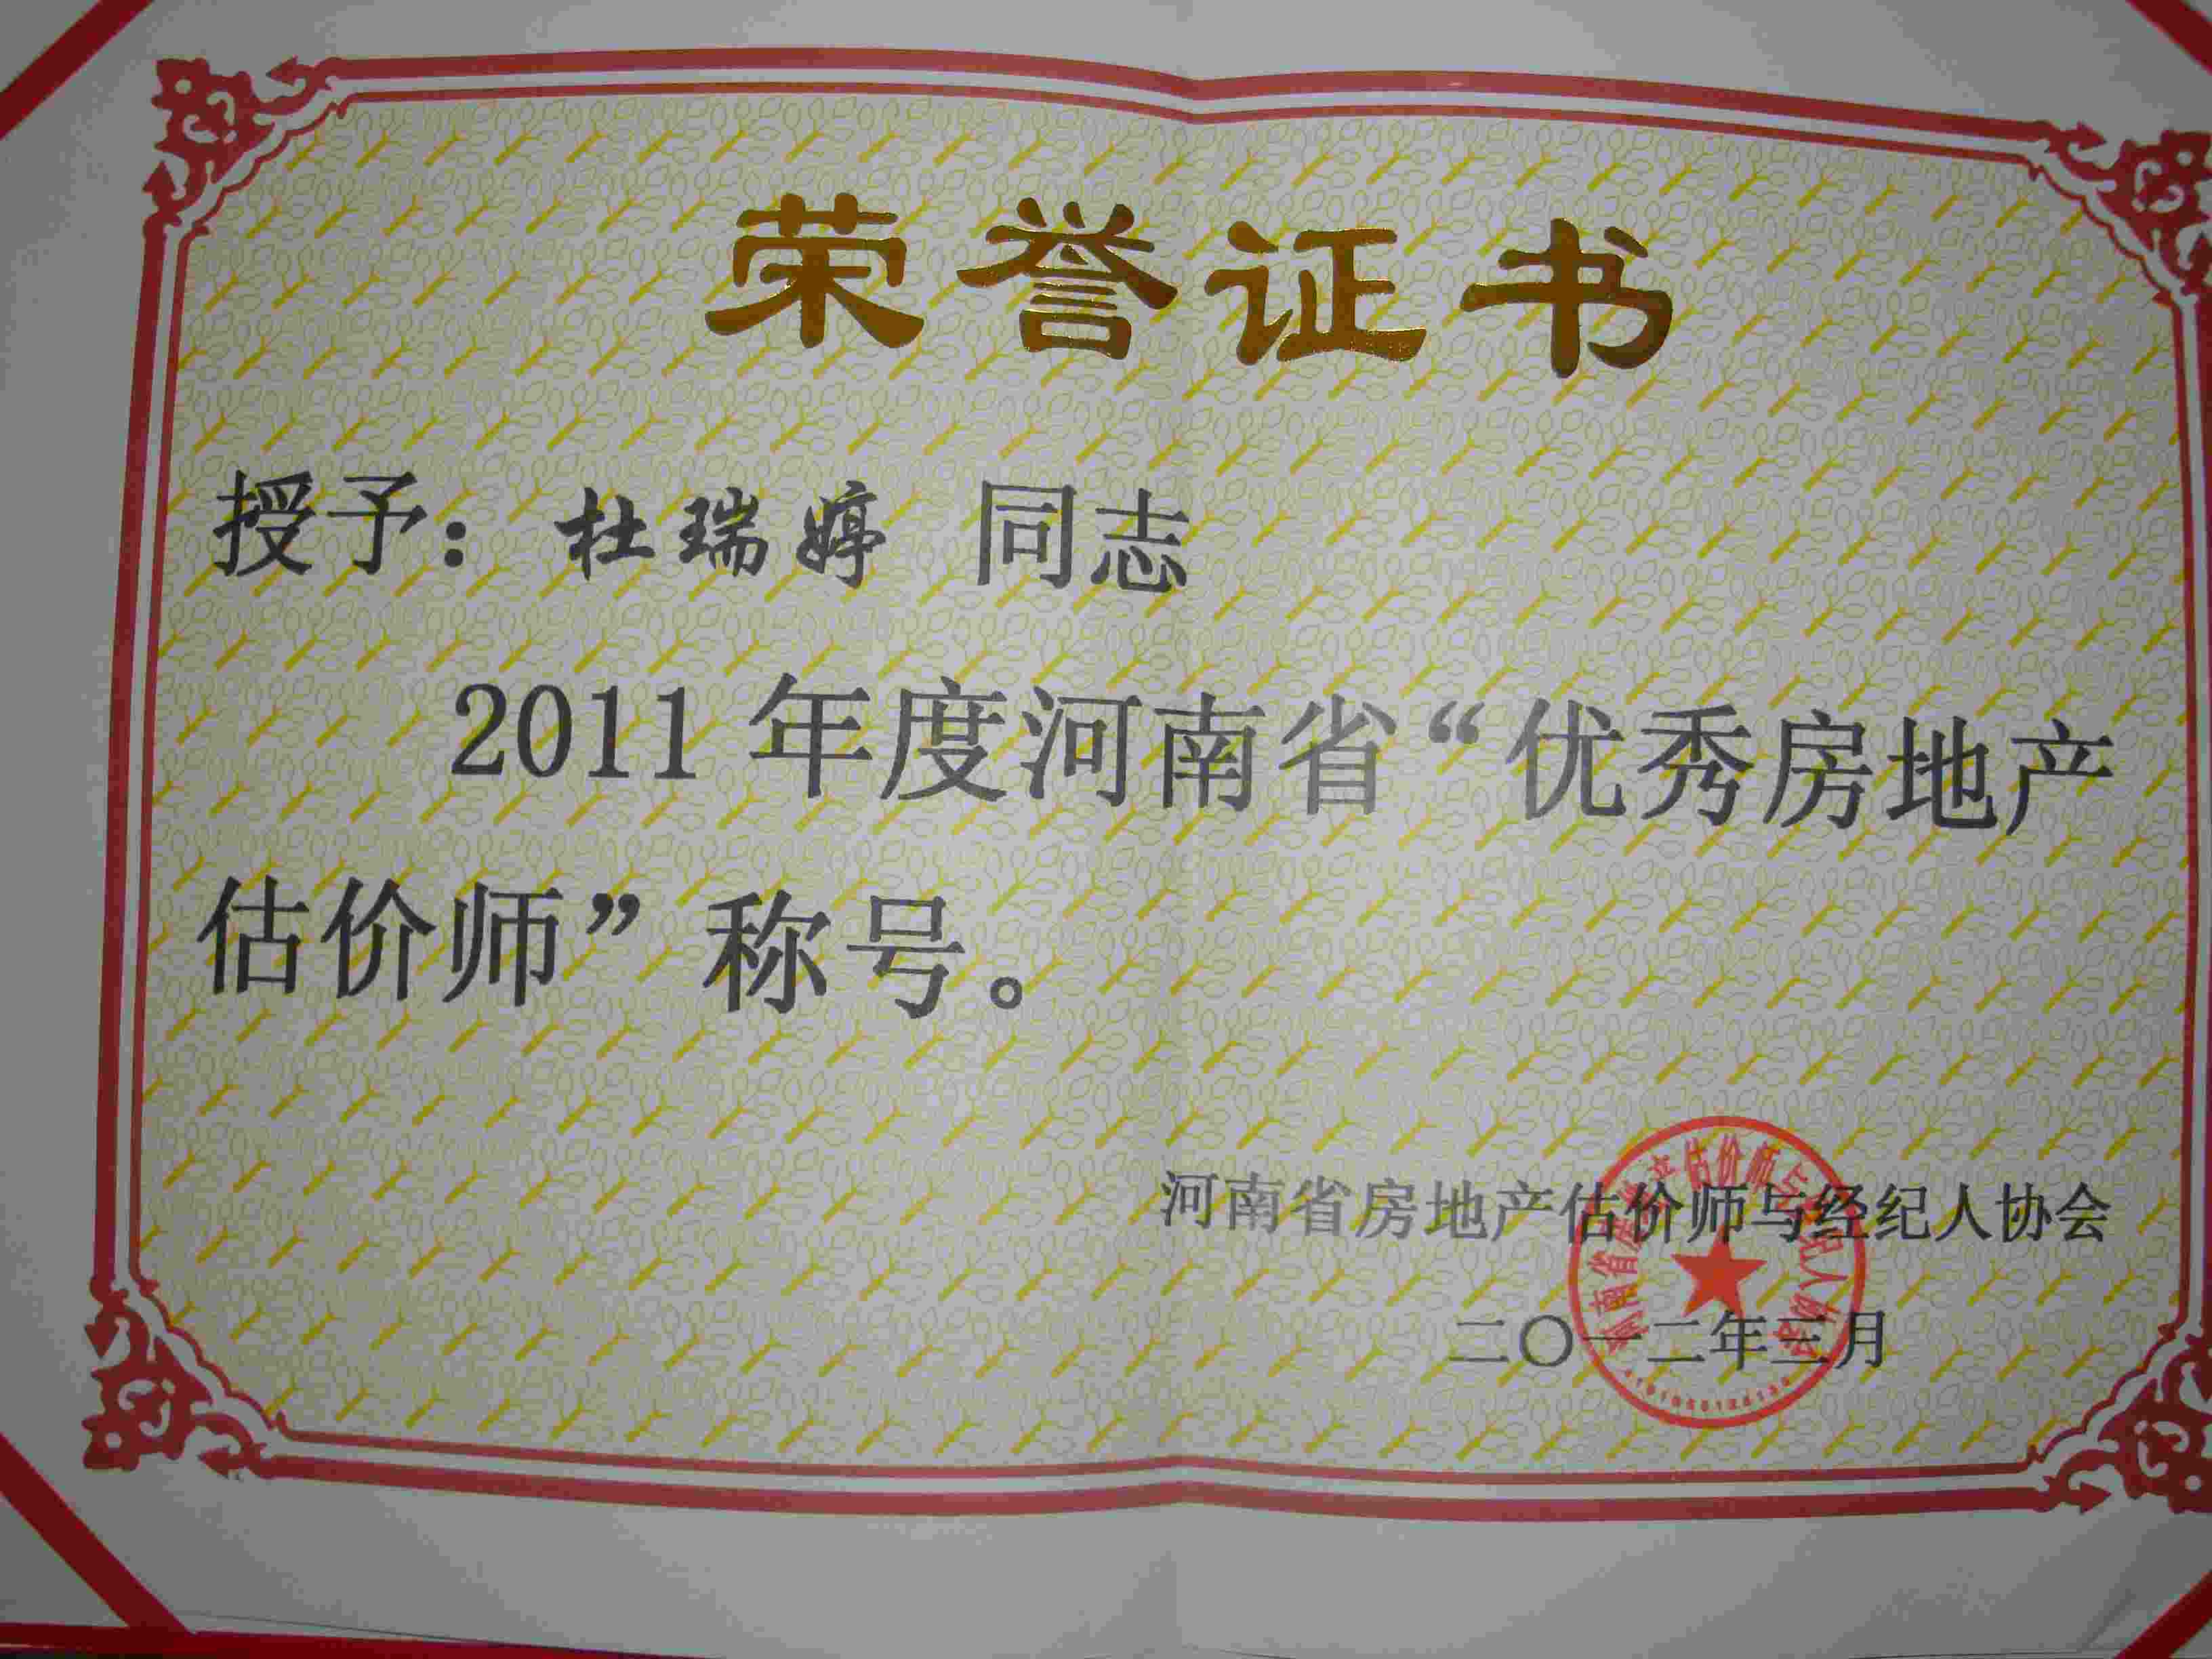 荣誉证书
授予：杜瑞婷 同志
2011年度河南省“优秀房地产
估价师”称号。
河南省房地产估价师与经纪人协会
二〇一二年三月